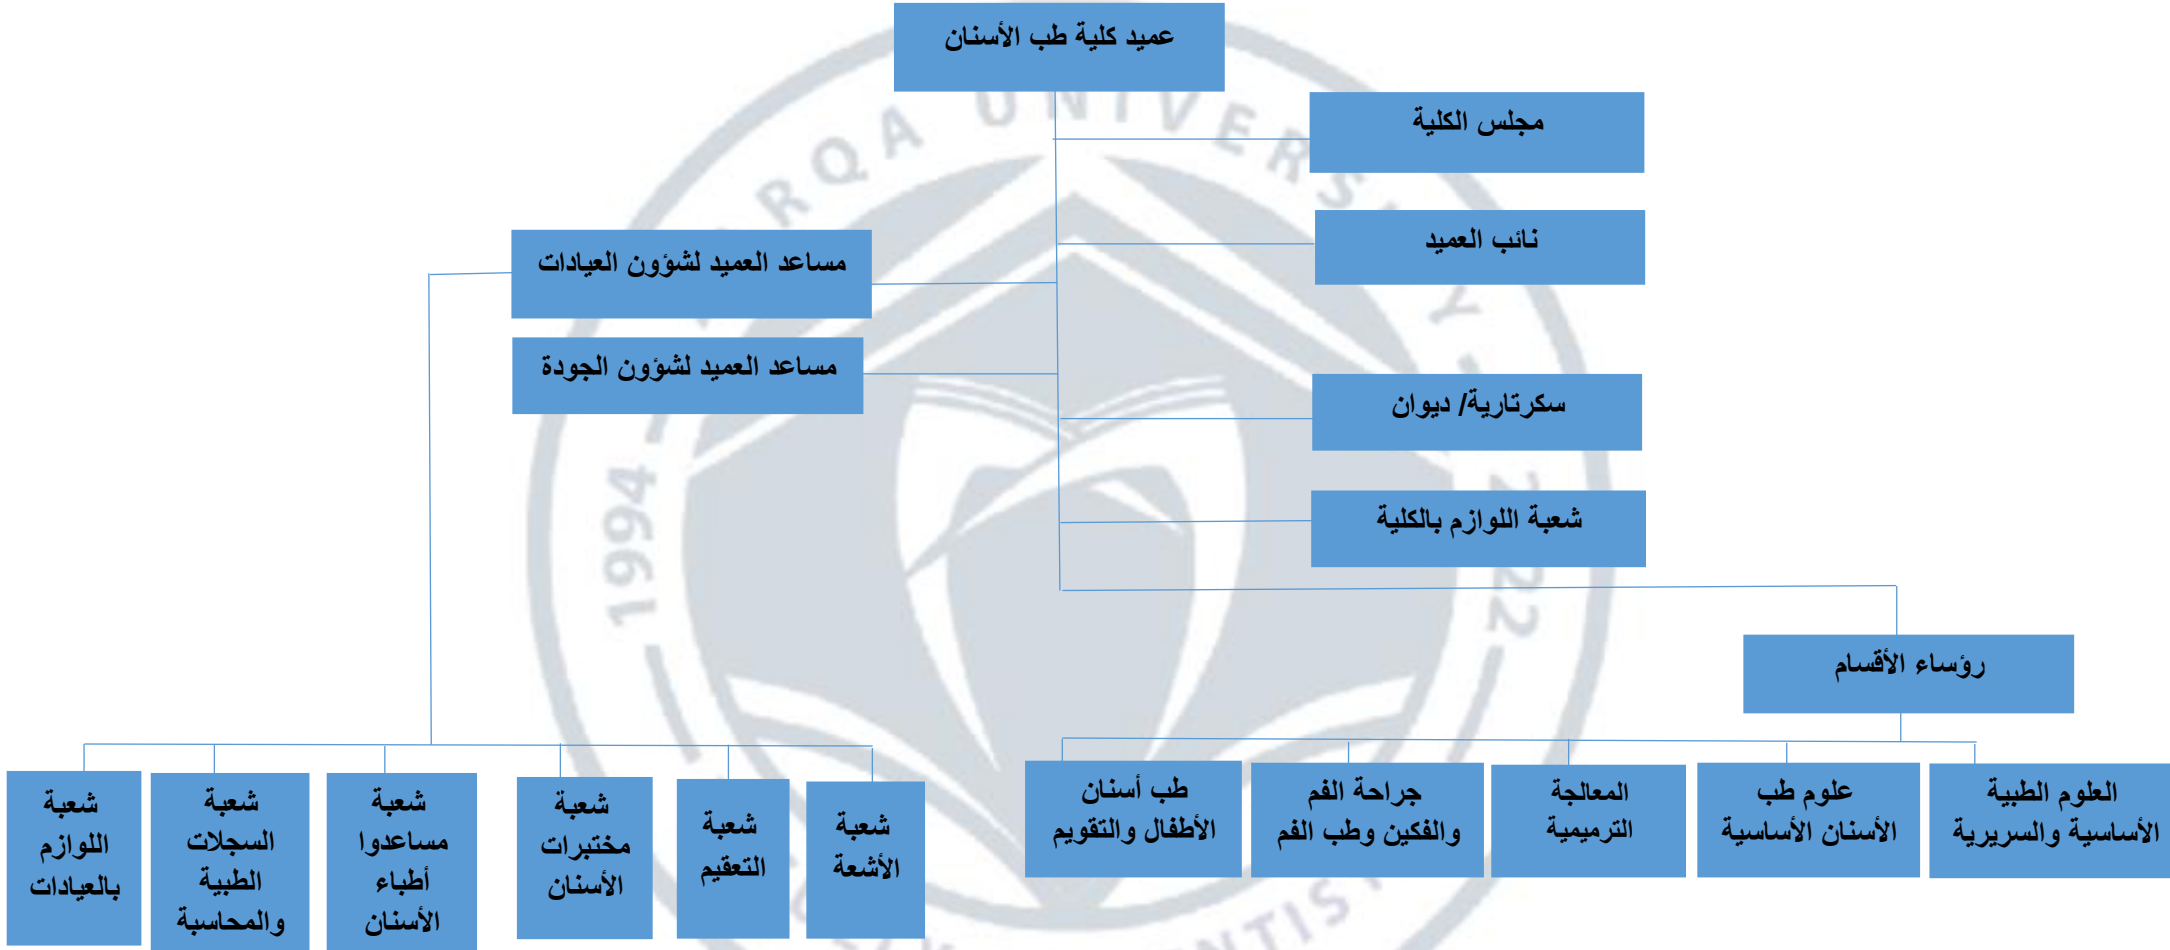 عميد كلية طب الأسنان
مجلس الكلية
نائب العميد
مساعد العميد لشؤون العيادات
مساعد العميد لشؤون الجودة
سكرتارية/ ديوان
شعبة اللوازم بالكلية
رؤساء الأقسام
العلوم الطبية
الأساسية والسريرية
علوم طب
الأسنان الأساسية
المعالجة
الترميمية
جراحة الفم
والفكين وطب الفم
طب أسنان
الأطفال والتقويم
شعبة
الأشعة
شعبة
التعقيم
شعبة
مختبرات
الأسنان
شعبة
مساعدوا
أطباء
الأسنان
شعبة
السجلات
الطبية
والمحاسبة
شعبة
اللوازم
بالعيادات
UNIVERSITY
1994